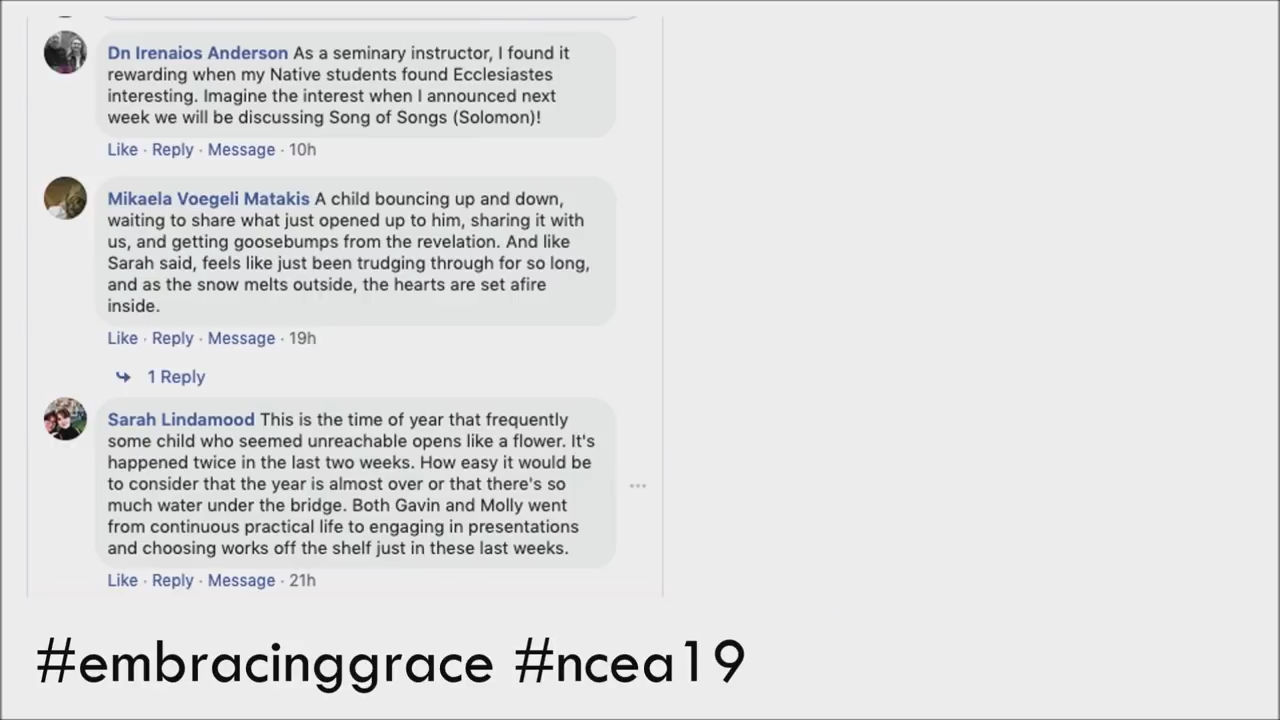 Dn Irenaios Anderson As a seminary instructor, I found it
rewarding when my Native students found Ecclesiastes
interesting. Imagine the interest when I announced next
week we will be discussing Song of Songs (Solomon)!
Like · Reply · Message · 10h
Mikaela Voegeli Matakis A child bouncing up and down,
waiting to share what just opened up to him, sharing it with
us, and getting goosebumps from the revelation. And like
Sarah said, feels like just been trudging through for so long,
and as the snow melts outside, the hearts are set afire
inside.
Like · Reply · Message · 19h
1 Reply
Sarah Lindamood This is the time of year that frequently
some child who seemed unreachable opens like a flower. It's
happened twice in the last two weeks. How easy it would be
to consider that the year is almost over or that there's so
much water under the bridge. Both Gavin and Molly went
from continuous practical life to engaging in presentations
and choosing works off the shelf just in these last weeks.
Like · Reply · Message · 21h
#embracinggrace #ncea19